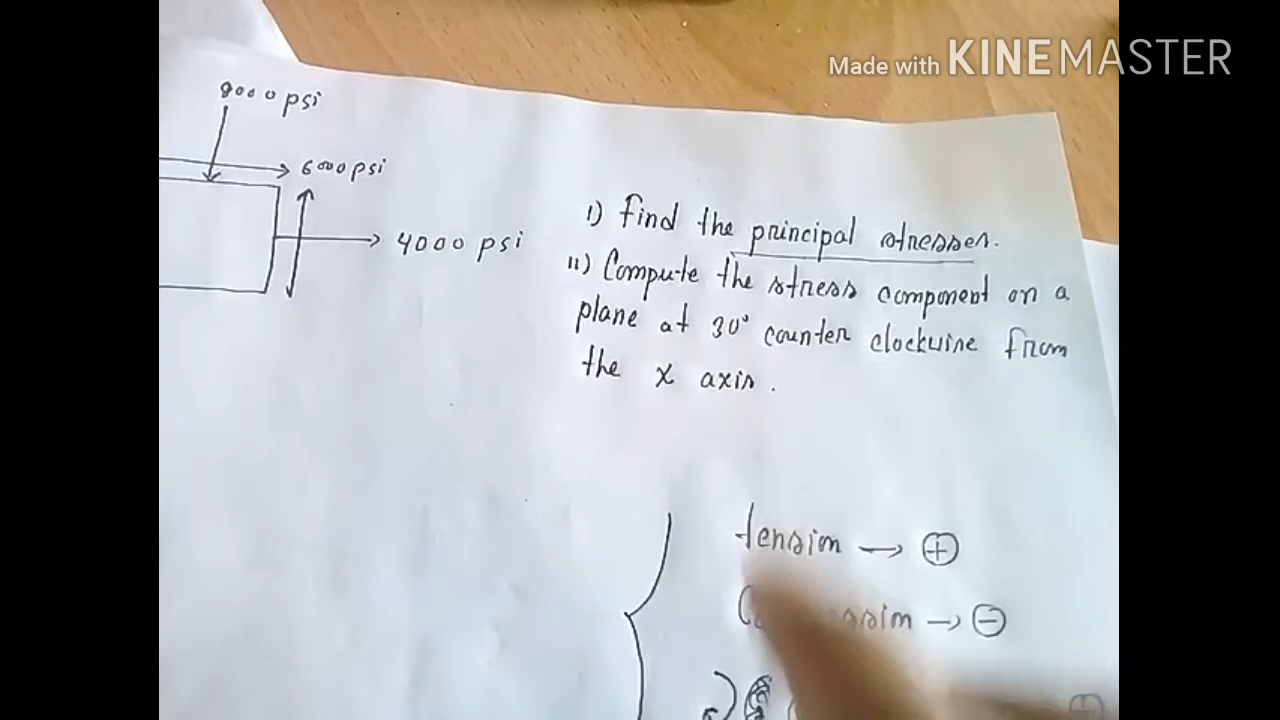 Made with KINEMASTER
8000 psi
6000 psi
4000 psi
i) Find the principal stresses.
ii) Compute the stress component on a
plane at 30° counter clockwise from
the x axis.
tension → ⊕
→ ⊖